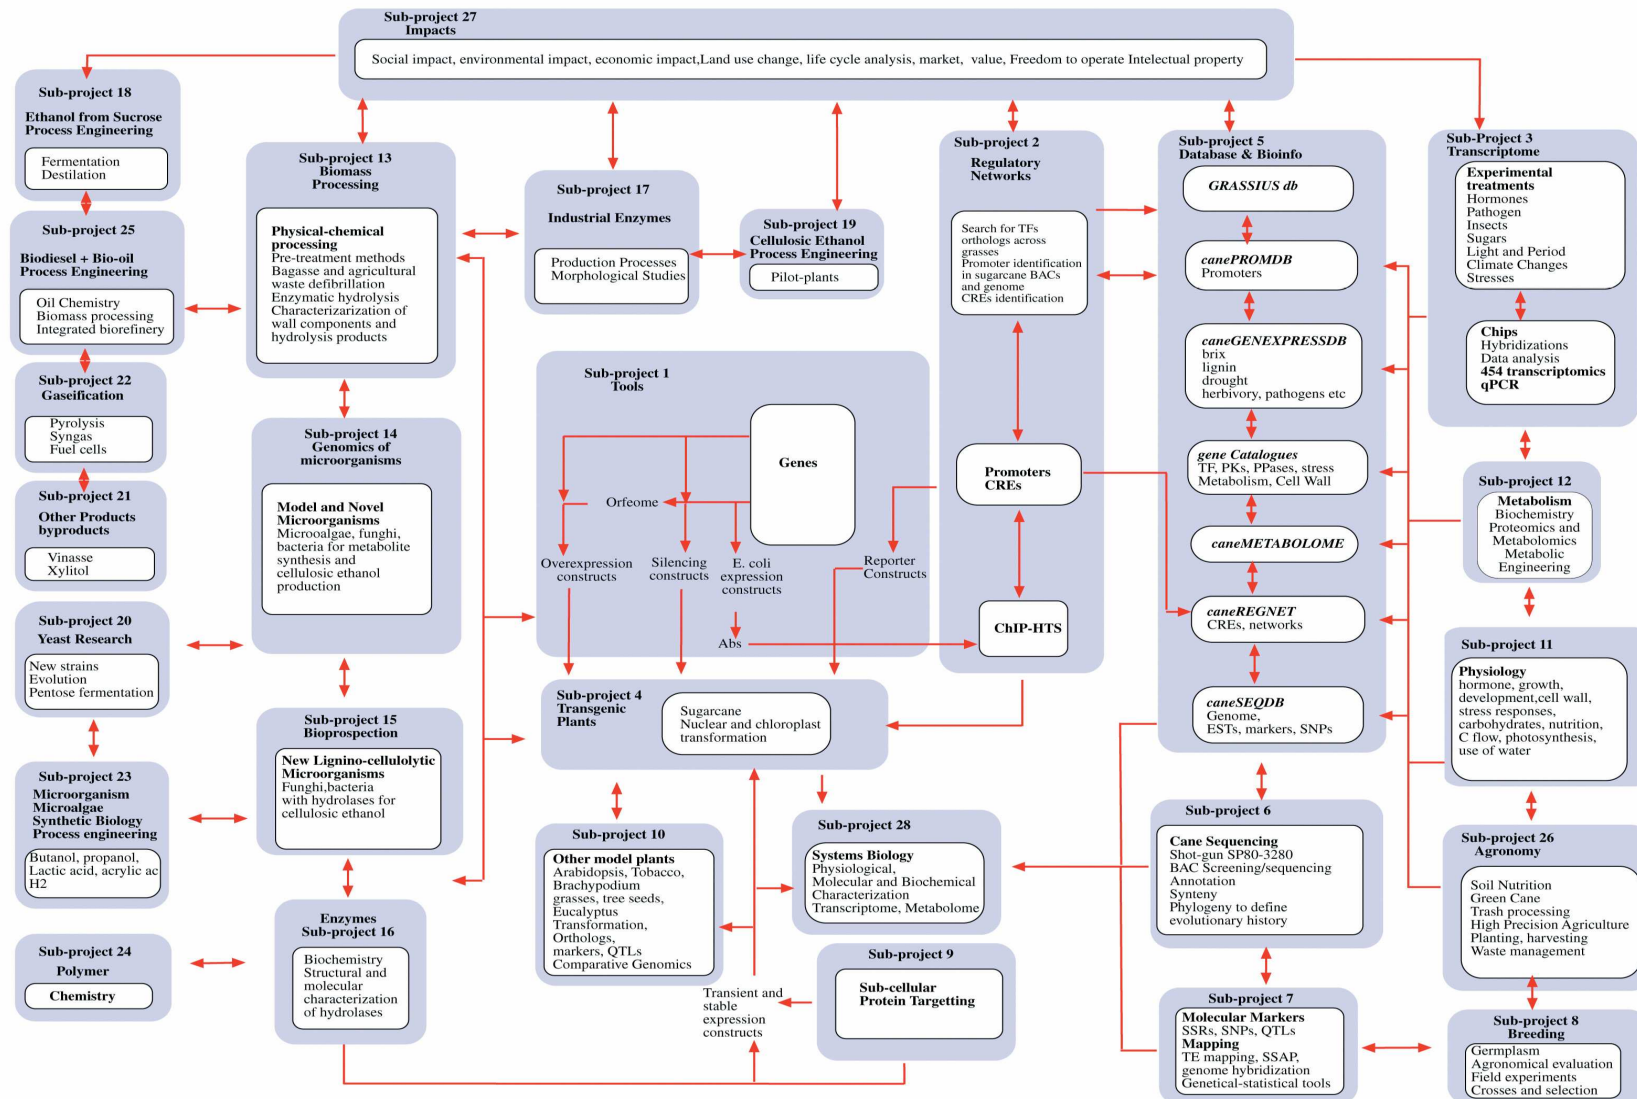 Sub-project 27
Impacts
Social impact, environmental impact, economic impact,Land use change, life cycle analysis, market,  value, Freedom to operate Intelectual property
Sub-project 18
Ethanol from Sucrose
Process Engineering
Fermentation
Destilation
Sub-project 25
Biodiesel + Bio-oil
Process Engineering
Oil Chemistry
Biomass processing
Integrated biorefinery
Sub-project 22
Gaseification
Pyrolysis
Syngas
Fuel cells
Sub-project 21
Other Products
byproducts
Vinasse
Xylitol
Sub-project 20
Yeast Research
New strains
Evolution
Pentose fermentation
Sub-project 23
Microorganism
Microalgae
Synthetic Biology
Process engineering
Butanol, propanol,
Lactic acid, acrylic ac
H2
Sub-project 24
Polymer
Chemistry
Sub-project 13
Biomass
Processing
Physical-chemical
processing
Pre-treatment methods
Bagasse and agricultural
waste defibrillation
Enzymatic hydrolysis
Characterizarization of
wall components and
hydrolysis products
Sub-project 14
Genomics of
microorganisms
Model and Novel
Microorganisms
Microoalgae, funghi,
bacteria for metabolite
synthesis and
cellulosic ethanol
production
Sub-project 15
Bioprospection
New Lignino-cellulolytic
Microorganisms
Funghi,bacteria
with hydrolases for
cellulosic ethanol
Enzymes
Sub-project 16
Biochemistry
Structural and
molecular
characterization
of hydrolases
Sub-project 17
Industrial Enzymes
Production Processes
Morphological Studies
Sub-project 19
Cellulosic Ethanol
Process Engineering
Pilot-plants
Sub-project 1
Tools
Genes
Orfeome
Overexpression
constructs
Silencing
constructs
E. coli
expression
constructs
Abs
Reporter
Constructs
Sub-project 4
Transgenic
Plants
Sugarcane
Nuclear and chloroplast
transformation
Sub-project 10
Other model plants
Arabidopsis, Tobacco,
Brachypodium
grasses, tree seeds,
Eucalyptus
Transformation,
Orthologs,
markers, QTLs
Comparative Genomics
Sub-project 28
Systems Biology
Physiological,
Molecular and Biochemical
Characterization
Transcriptome, Metabolome
Sub-project 9
Sub-cellular
Protein Targetting
Transient and
stable
expression
constructs
Sub-project 2
Regulatory
Networks
Search for TFs
orthologs across
grasses
Promoter identification
in sugarcane BACs
and genome
CREs identification
Promoters
CREs
ChIP-HTS
Sub-project 5
Database & Bioinfo
GRASSIUS db
canePROMDB
Promoters
caneGENEXPRESSDB
brix
lignin
drought
herbivory, pathogens etc
gene Catalogues
TF, PKs, PPases, stress
Metabolism, Cell Wall
caneMETABOLOME
caneREGNET
CREs, networks
caneSEQDB
Genome,
ESTs, markers, SNPs
Sub-project 6
Cane Sequencing
Shot-gun SP80-3280
BAC Screening/sequencing
Annotation
Synteny
Phylogeny to define
evolutionary history
Sub-project 7
Molecular Markers
SSRs, SNPs, QTLs
Mapping
TE mapping, SSAP,
genome hybridization
Genetical-statistical tools
Sub-Project 3
Transcriptome
Experimental
treatments
Hormones
Pathogen
Insects
Sugars
Light and Period
Climate Changes
Stresses
Chips
Hybridizations
Data analysis
454 transcriptomics
qPCR
Sub-project 12
Metabolism
Biochemistry
Proteomics and
Metabolomics
Metabolic
Engineering
Sub-project 11
Physiology
hormone, growth,
development,cell wall,
stress responses,
carbohydrates, nutrition,
C flow, photosynthesis,
use of water
Sub-project 26
Agronomy
Soil Nutrition
Green Cane
Trash processing
High Precision Agriculture
Planting, harvesting
Waste management
Sub-project 8
Breeding
Germplasm
Agronomical evaluation
Field experiments
Crosses and selection